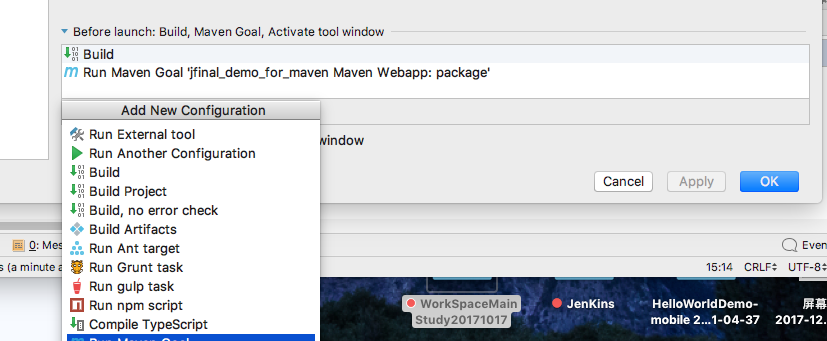 Before launch: Build, Maven Goal, Activate tool window
Build
Run Maven Goal 'jfinal_demo_for_maven Maven Webapp: package'
Add New Configuration
Run External tool
window
Run Another Configuration
Build
Build Project
Build, no error check
Build Artifacts
Run Ant target
Run Grunt task
Run gulp task
Run npm script
Compile TypeScript
Run Maven Goal
Cancel
Apply
OK
0: Mes
Even
s (a minute a
15:14
CRLF
UTF-8
WorkSpaceMain
Study20171017
JenKins
HelloWorldDemo-
mobile 2...1-04-37
屏幕
2017-12.